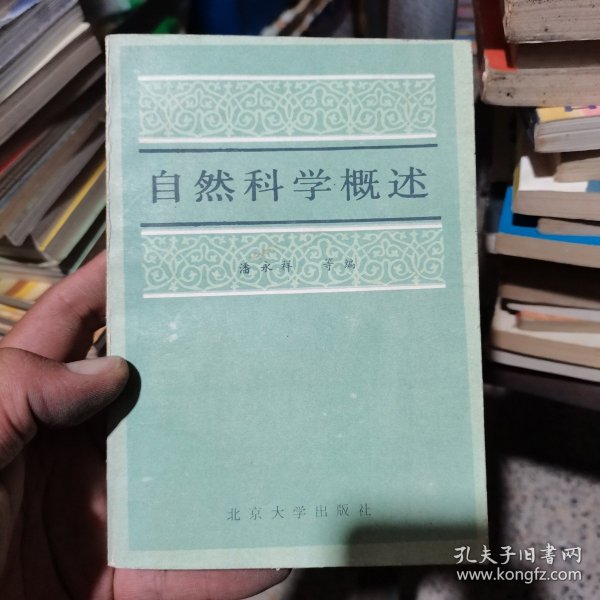 自然科学概述
潘永祥 等编
北京大学出版社
孔夫子旧书网
www.kongfz.com